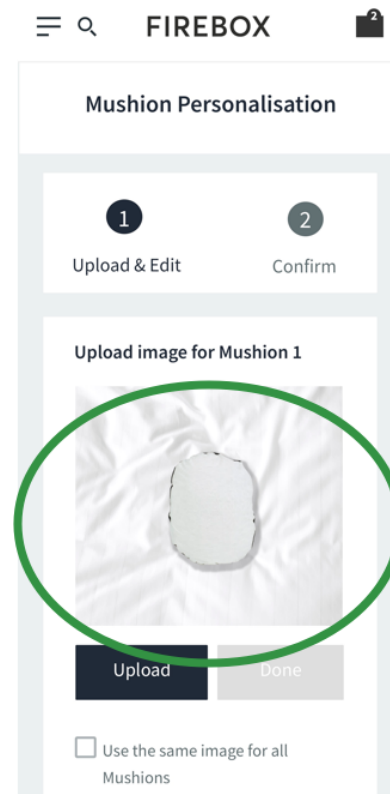 FIREBOX
2
Mushion Personalisation
1
2
Upload & Edit
Confirm
Upload image for Mushion 1
Upload
Done
Use the same image for all
Mushions